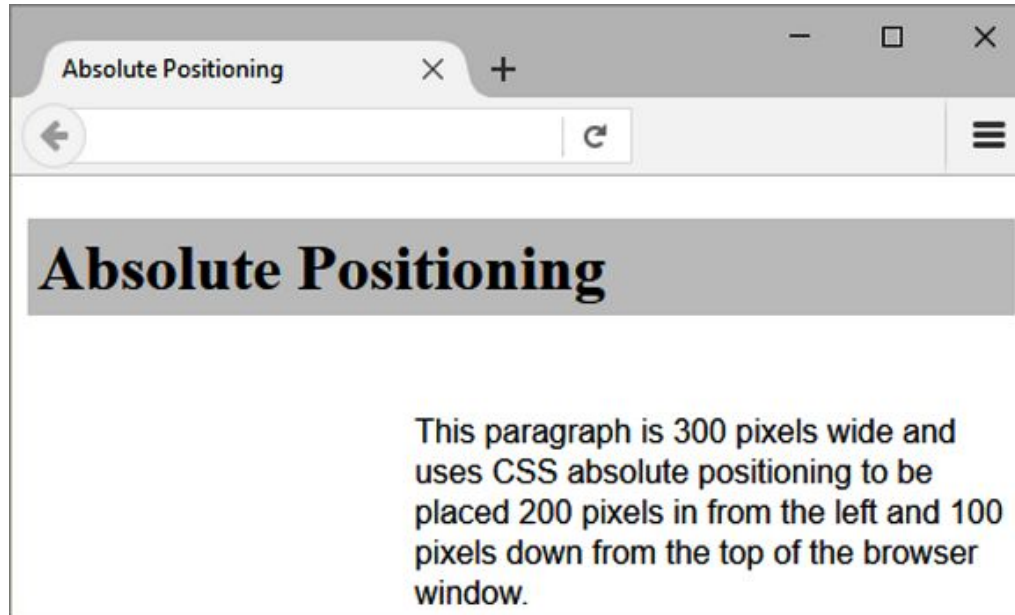 Absolute Positioning
Absolute Positioning
This paragraph is 300 pixels wide and
uses CSS absolute positioning to be
placed 200 pixels in from the left and 100
pixels down from the top of the browser
window.